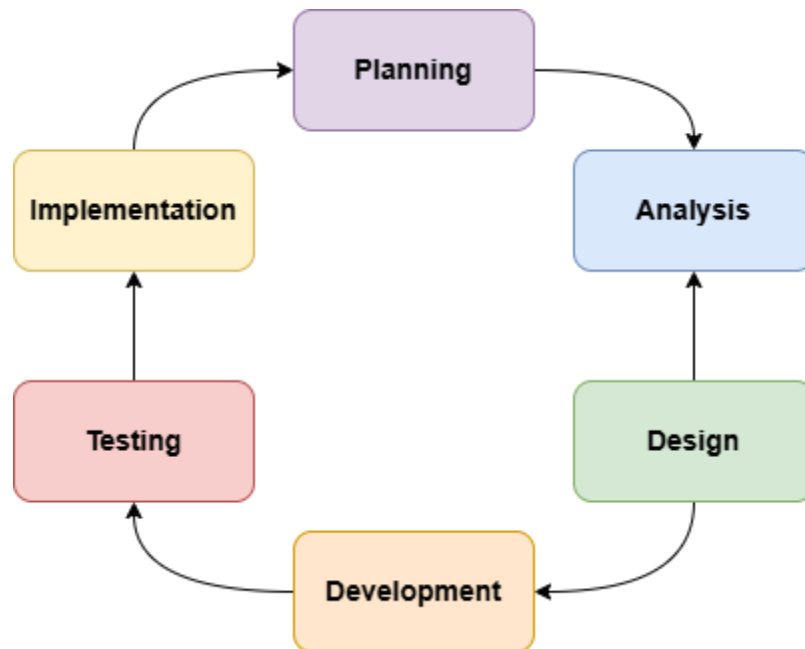 Planning
Implementation
Analysis
Testing
Design
Development